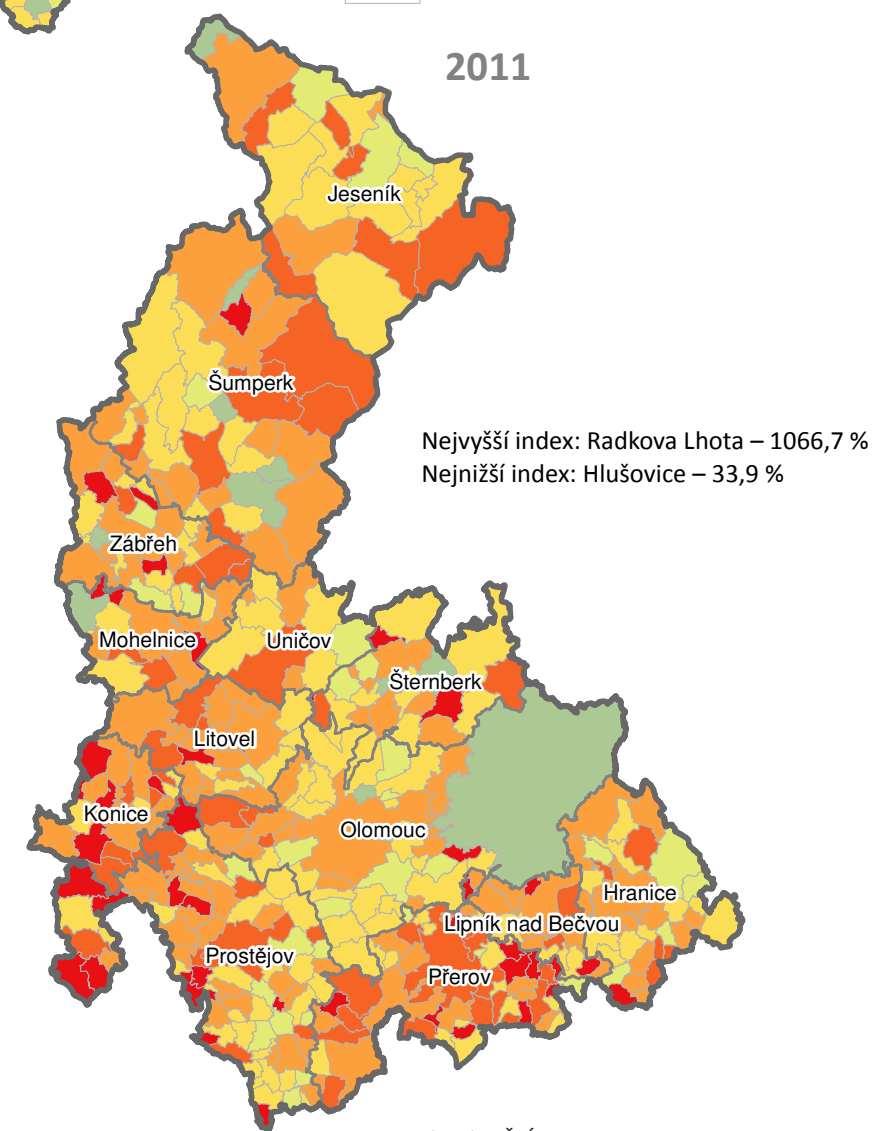 2011
Jeseník
Šumperk
Nejvyšší index: Radkova Lhota – 1066,7 %
Nejnižší index: Hlušovice – 33,9 %
Zábřeh
Mohelnice
Uničov
Šternberk
Litovel
Konice
Olomouc
Hranice
Lipník nad Bečvou
Prostějov
Přerov